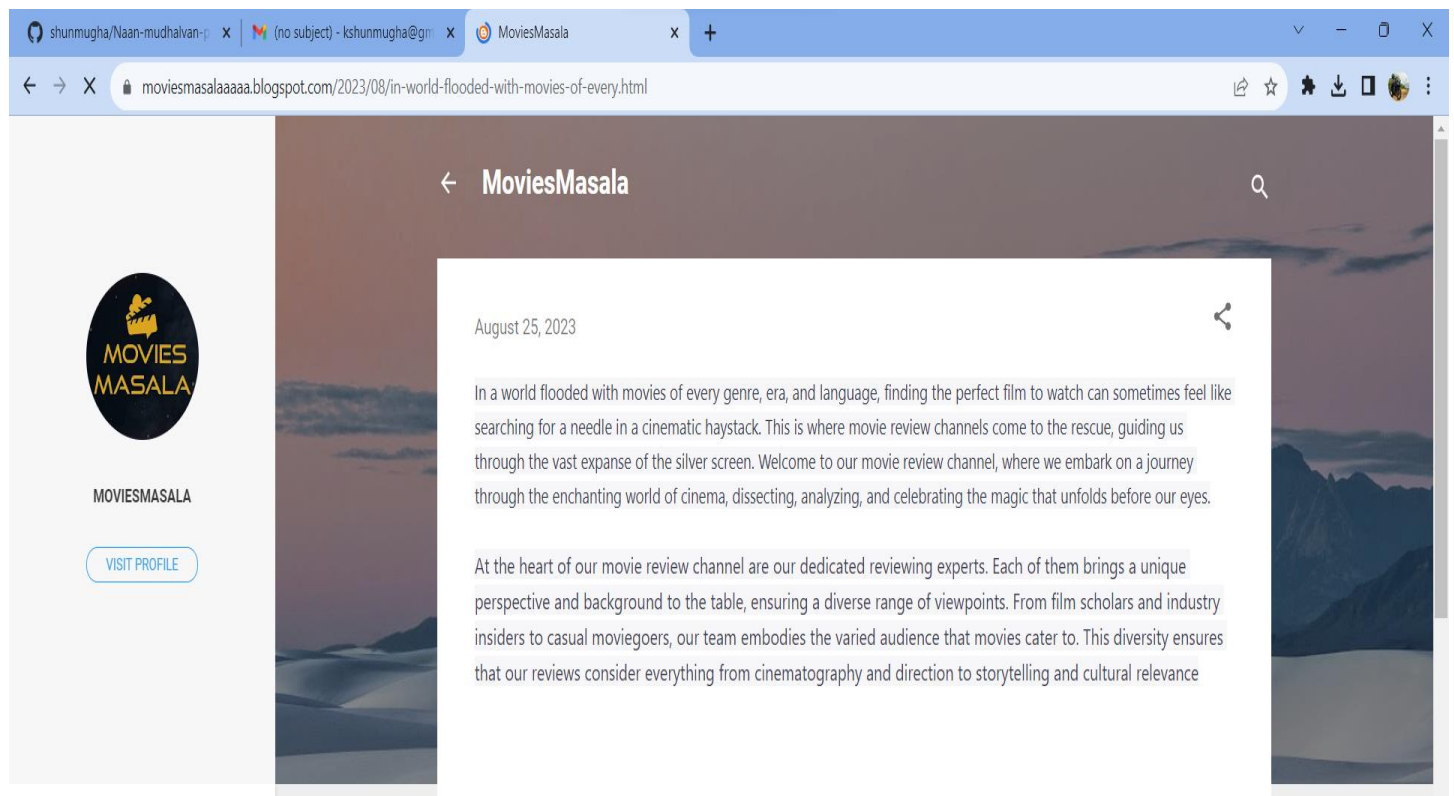 shunmugha/Naan-mudhalvan-p
(no subject) - kshunmugha@gm
MoviesMasala
moviesmasalaaaaa.blogspot.com/2023/08/in-world-flooded-with-movies-of-every.html
MoviesMasala
MOVIES
MASALA
MOVIESMASALA
VISIT PROFILE
August 25, 2023
In a world flooded with movies of every genre, era, and language, finding the perfect film to watch can sometimes feel like
searching for a needle in a cinematic haystack. This is where movie review channels come to the rescue, guiding us
through the vast expanse of the silver screen. Welcome to our movie review channel, where we embark on a journey
through the enchanting world of cinema, dissecting, analyzing, and celebrating the magic that unfolds before our eyes.
At the heart of our movie review channel are our dedicated reviewing experts. Each of them brings a unique
perspective and background to the table, ensuring a diverse range of viewpoints. From film scholars and industry
insiders to casual moviegoers, our team embodies the varied audience that movies cater to. This diversity ensures
that our reviews consider everything from cinematography and direction to storytelling and cultural relevance